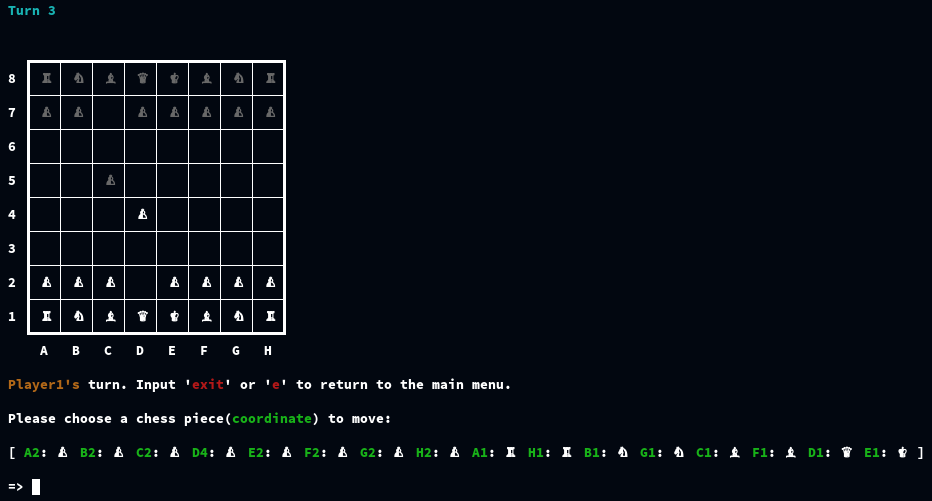 Turn 3
8 ♜ ♞ ♝ ♛ ♚ ♝ ♞ ♜
7 ♟ ♟ ♟ ♟ ♟ ♟ ♟
6
5 ♟
4 ♟
3
2 ♟ ♟ ♟ ♟ ♟ ♟ ♟
1 ♜ ♞ ♝ ♛ ♚ ♝ ♞ ♜
A B C D E F G H
Player1's turn. Input 'exit' or 'e' to return to the main menu.
Please choose a chess piece(coordinate) to move:
[ A2: ♟ B2: ♟ C2: ♟ D4: ♟ E2: ♟ F2: ♟ G2: ♟ H2: ♟ A1: ♜ H1: ♜ B1: ♞ G1: ♞ C1: ♝ F1: ♝ D1: ♛ E1: ♚ ]
=>